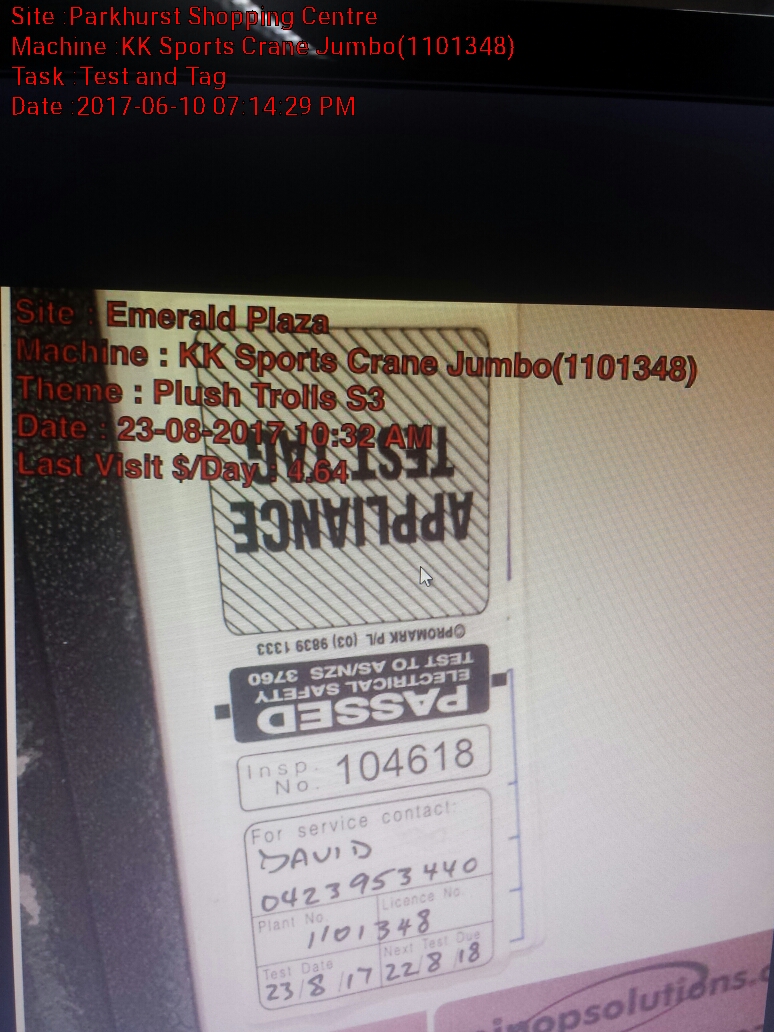 Site :Parkhurst Shopping Centre
Machine :KK Sports Crane Jumbo(1101348)
Task :Test and Tag
Date :2017-06-10 07:14:29 PM
Site : Emerald Plaza
Machine : KK Sports Crane Jumbo(1101348)
Theme : Plush Trolls S3
Date : 23-08-2017 10:32 AM
Last Visit $/Day : 4.64
APPLIANCE
TEST TAG
©PROMARK P/L (03) 9839 1333
PASSED
ELECTRICAL SAFETY
TEST TO AS/NZS 3760
Insp. No. 104618
For service contact:
DAVID
0423953440
Plant No. Licence No.
1101348
Test Date Next Test Due
23/8/17 22/8/18